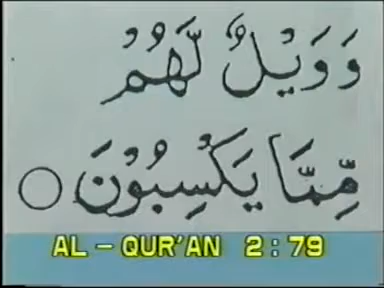 وَوَيْلٌ لَّهُمْ
مِّمَّا يَكْسِبُونَ
AL - QUR'AN 2 : 79